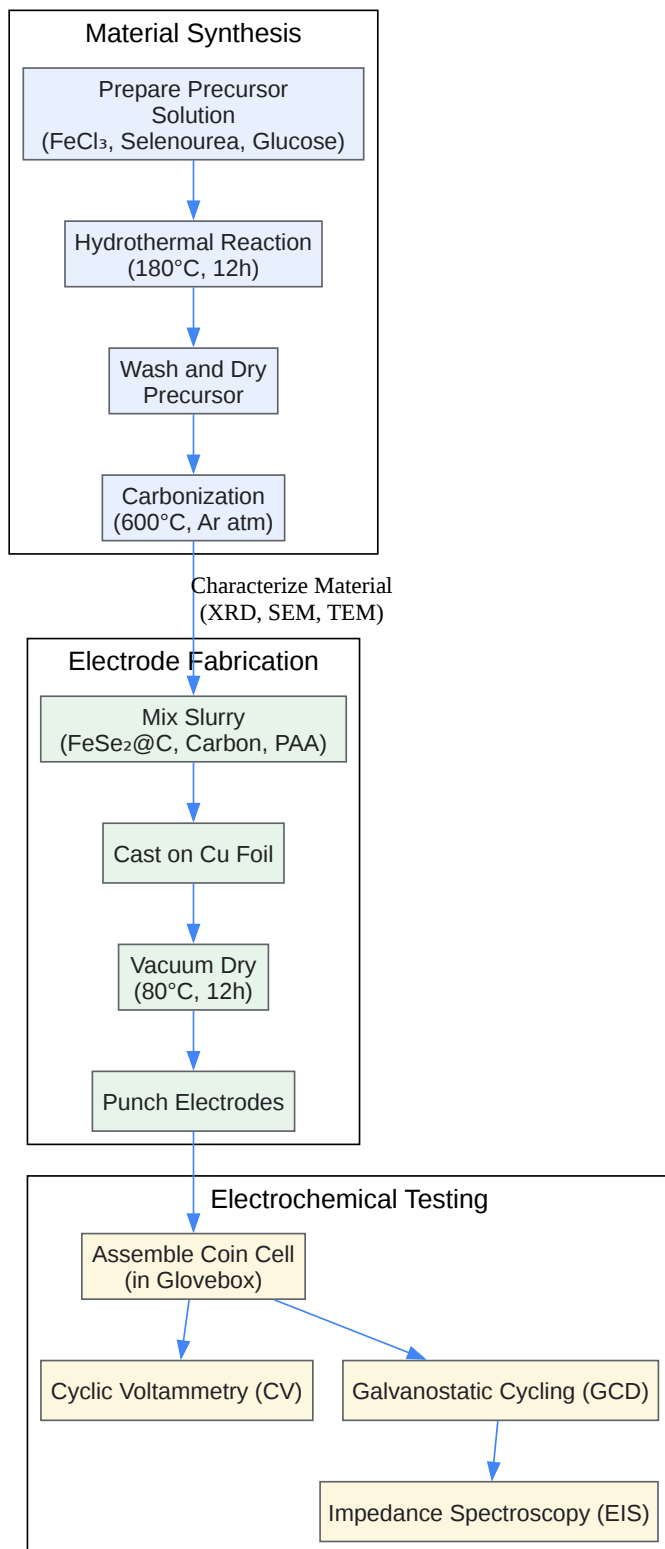 Material Synthesis
Prepare Precursor
Solution
(FeCl₃, Selenourea, Glucose)
Hydrothermal Reaction
(180°C, 12h)
Wash and Dry
Precursor
Carbonization
(600°C, Ar atm)
Characterize Material
(XRD, SEM, TEM)
Electrode Fabrication
Mix Slurry
(FeSe₂@C, Carbon, PAA)
Cast on Cu Foil
Vacuum Dry
(80°C, 12h)
Punch Electrodes
Electrochemical Testing
Assemble Coin Cell
(in Glovebox)
Cyclic Voltammetry (CV)
Galvanostatic Cycling (GCD)
Impedance Spectroscopy (EIS)